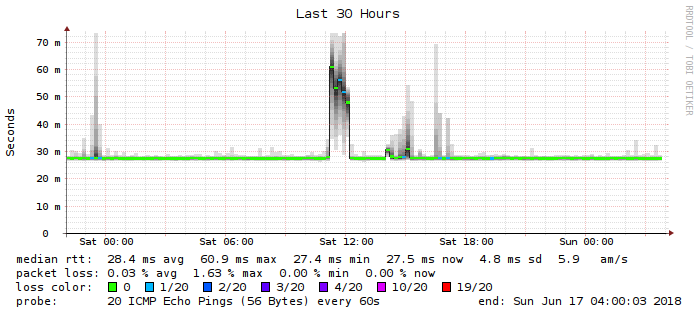 Last 30 Hours
RRDTOOL / TOBI OETIKER
Seconds
70 m
60 m
50 m
40 m
30 m
20 m
10 m
0
Sat 00:00 Sat 06:00 Sat 12:00 Sat 18:00 Sun 00:00
median rtt: 28.4 ms avg 60.9 ms max 27.4 ms min 27.5 ms now 4.8 ms sd 5.9 am/s
packet loss: 0.03 % avg 1.63 % max 0.00 % min 0.00 % now
loss color: 0 1/20 2/20 3/20 4/20 10/20 19/20
probe: 20 ICMP Echo Pings (56 Bytes) every 60s end: Sun Jun 17 04:00:03 2018